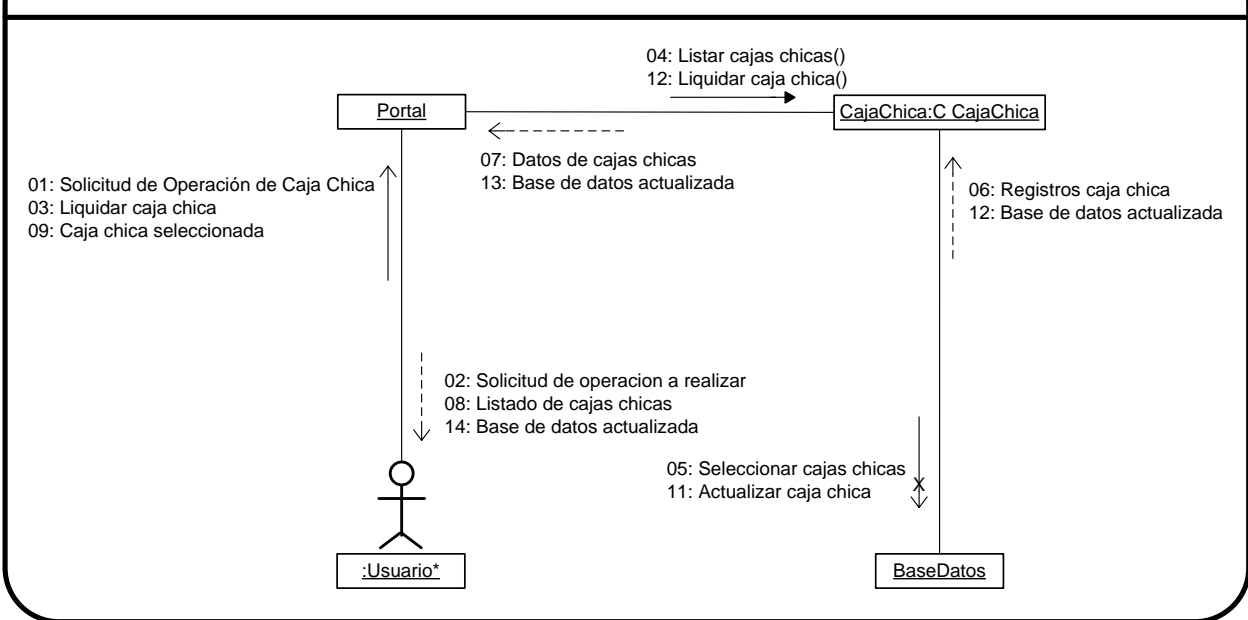 04: Listar cajas chicas()
12: Liquidar caja chica()
Portal
CajaChica:C CajaChica
07: Datos de cajas chicas
13: Base de datos actualizada
01: Solicitud de Operación de Caja Chica
03: Liquidar caja chica
09: Caja chica seleccionada
06: Registros caja chica
12: Base de datos actualizada
02: Solicitud de operacion a realizar
08: Listado de cajas chicas
14: Base de datos actualizada
05: Seleccionar cajas chicas
11: Actualizar caja chica
:Usuario*
BaseDatos